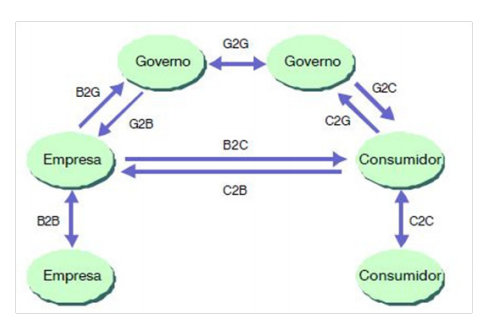 G2G
Governo
Governo
B2G
G2C
G2B
C2G
B2C
Empresa
Consumidor
C2B
B2B
C2C
Empresa
Consumidor